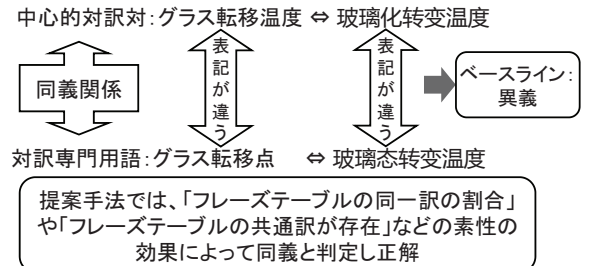 中心的対訳対:グラス転移温度 ⇔ 玻璃化转变温度
同義関係
表記が違う
表記が違う
ベースライン:
異義
対訳専門用語:グラス転移点 ⇔ 玻璃态转变温度
提案手法では、「フレーズテーブルの同一訳の割合」
や「フレーズテーブルの共通訳が存在」などの素性の
効果によって同義と判定し正解